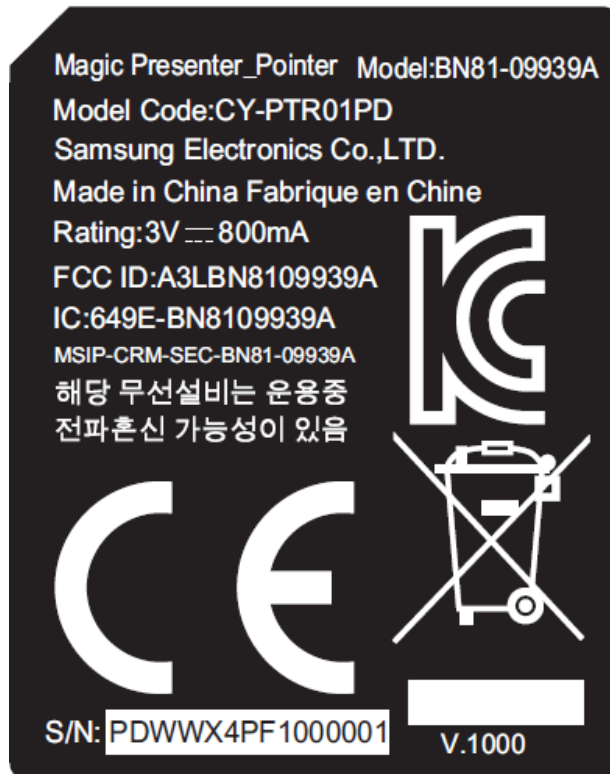 Magic Presenter_Pointer Model:BN81-09939A
Model Code:CY-PTR01PD
Samsung Electronics Co.,LTD.
Made in China Fabrique en Chine
Rating:3V ⎓ 800mA
FCC ID:A3LBN8109939A
IC:649E-BN8109939A
MSIP-CRM-SEC-BN81-09939A
해당 무선설비는 운용중
전파혼신 가능성이 있음
CE
S/N: PDWWX4PF1000001
V.1000